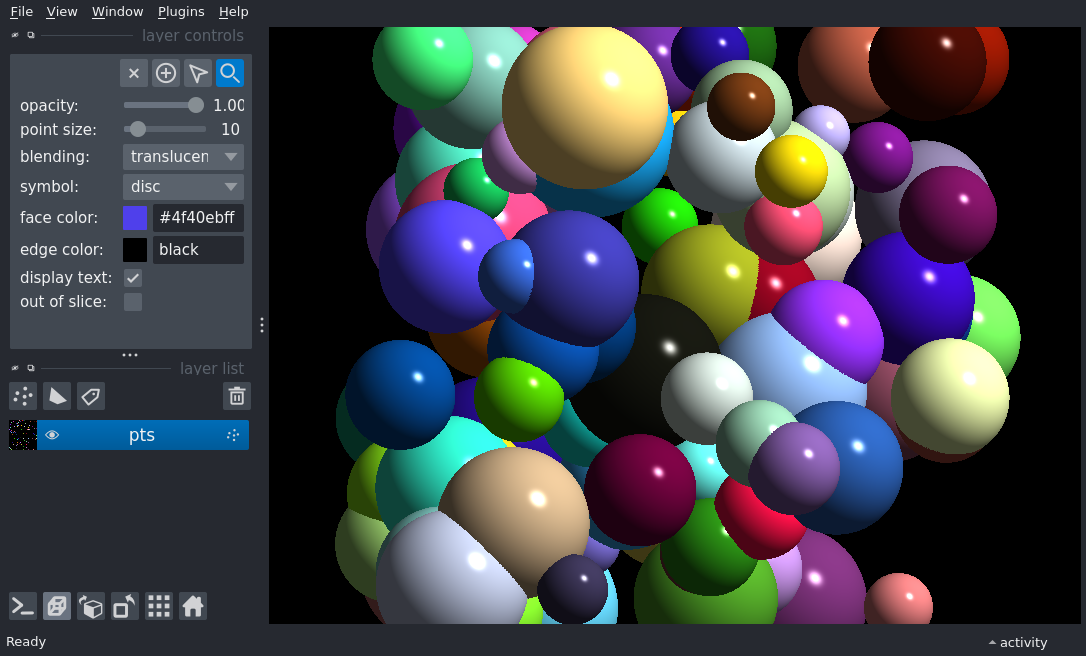 File View Window Plugins Help
layer controls
opacity: 1.00
point size: 10
blending: translucen
symbol: disc
face color: #4f40ebff
edge color: black
display text:
out of slice:
layer list
pts
Ready
activity